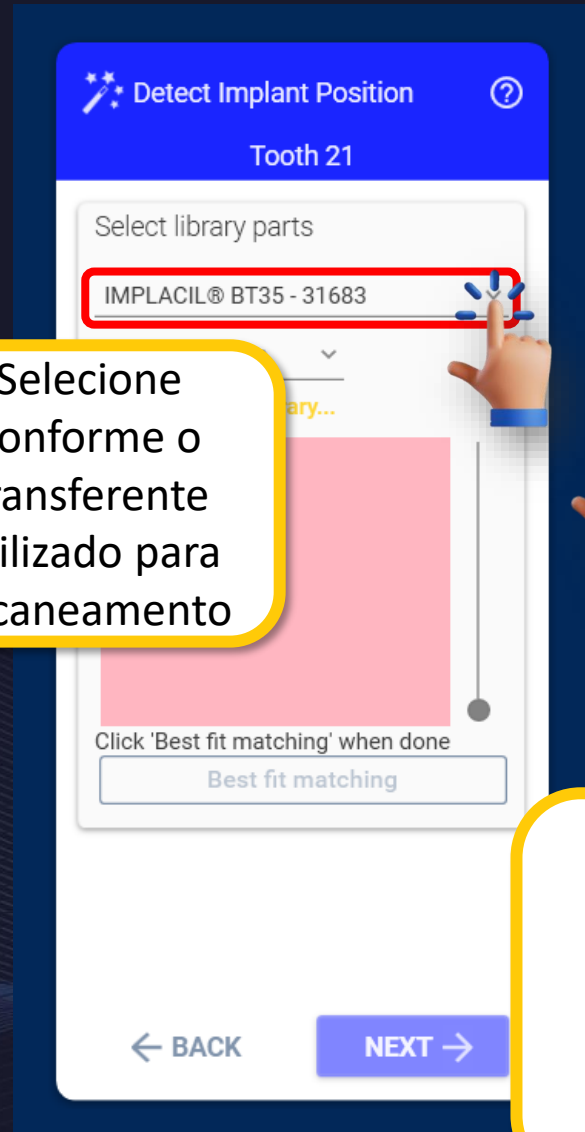 Detect Implant Position
Tooth 21
Select library parts
IMPLACIL® BT35 - 31683
Selecione
onforme o
ransferente
ilizado para
caneamento
ary...
Click 'Best fit matching' when done
Best fit matching
BACK
NEXT